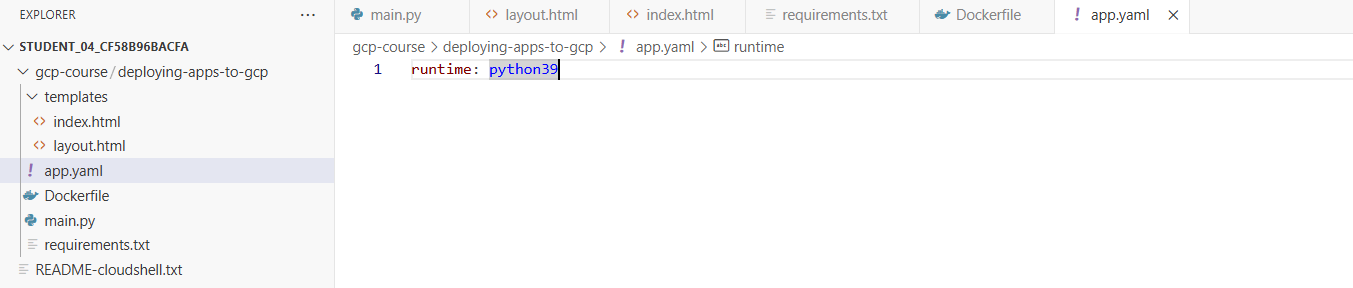 EXPLORER ...
STUDENT_04_CF58B96BACFA
gcp-course / deploying-apps-to-gcp
templates
index.html
layout.html
app.yaml
Dockerfile
main.py
requirements.txt
README-cloudshell.txt
main.py layout.html index.html requirements.txt Dockerfile app.yaml
gcp-course > deploying-apps-to-gcp > app.yaml > abc runtime
1 runtime: python39